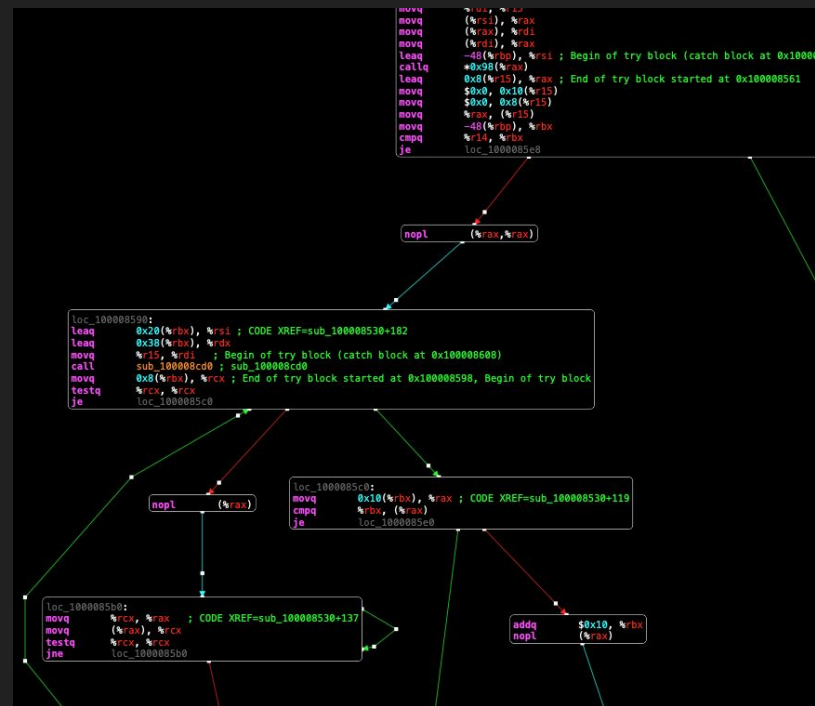 movq %rdi, %r15
movq (%rsi), %rax
movq (%rax), %rdi
movq (%rdi), %rax
leaq -48(%rbp), %rsi ; Begin of try block (catch block at
callq *0x98(%rax)
leaq 0x8(%r15), %rax ; End of try block started at 0x100008561
movq $0x0, 0x10(%r15)
movq $0x0, 0x8(%r15)
movq %rax, (%r15)
movq -48(%rbp), %rbx
cmpq %r14, %rbx
je loc_1000085e8
nopl (%rax,%rax)
loc_100008590:
leaq 0x20(%rbx), %rsi ; CODE XREF=sub_100008530+182
leaq 0x38(%rbx), %rdx
movq %r15, %rdi ; Begin of try block (catch block at 0x100008608)
call sub_100008cd0 ; sub_100008cd0
movq 0x8(%rbx), %rcx ; End of try block started at 0x100008598, Begin of try block
testq %rcx, %rcx
je loc_1000085c0
nopl (%rax)
loc_1000085c0:
movq 0x10(%rbx), %rax ; CODE XREF=sub_100008530+119
cmpq %rbx, (%rax)
je loc_1000085e0
loc_1000085b0:
movq %rcx, %rax ; CODE XREF=sub_100008530+137
movq (%rax), %rcx
testq %rcx, %rcx
jne loc_1000085b0
addq $0x10, %rbx
nopl (%rax)